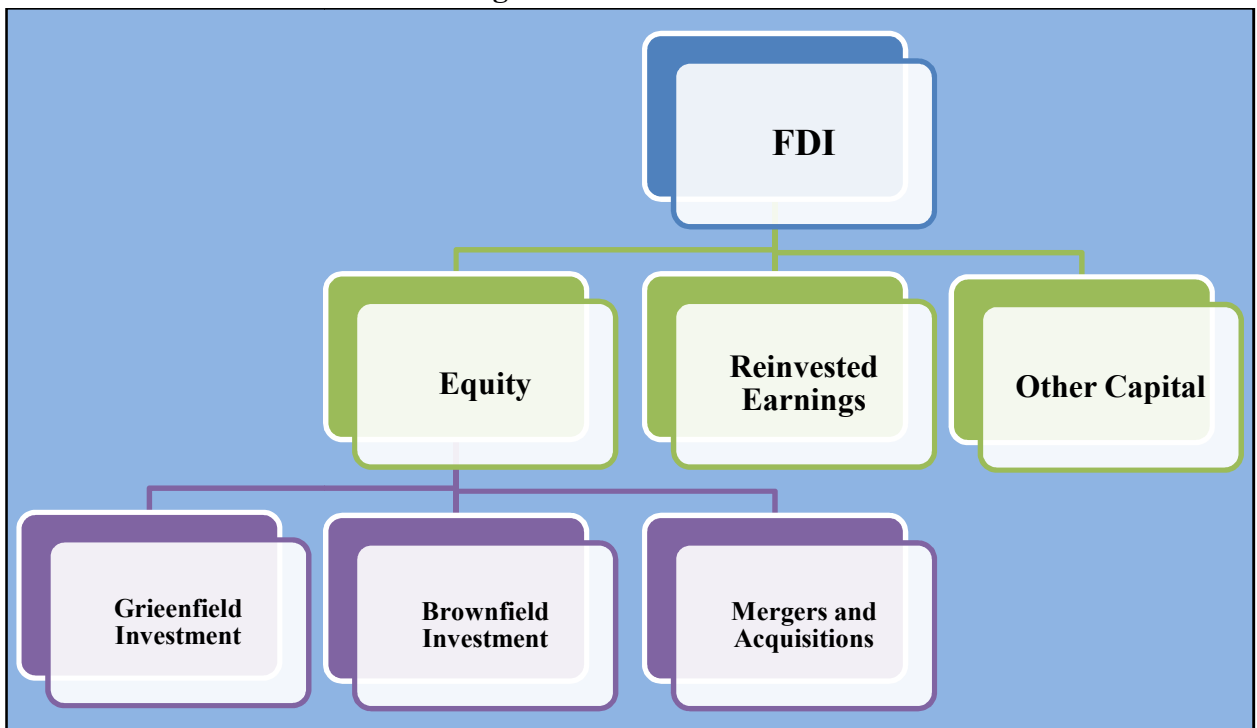 FDI
Equity
Reinvested
Earnings
Other Capital
Grieenfield
Investment
Brownfield
Investment
Mergers and
Acquisitions